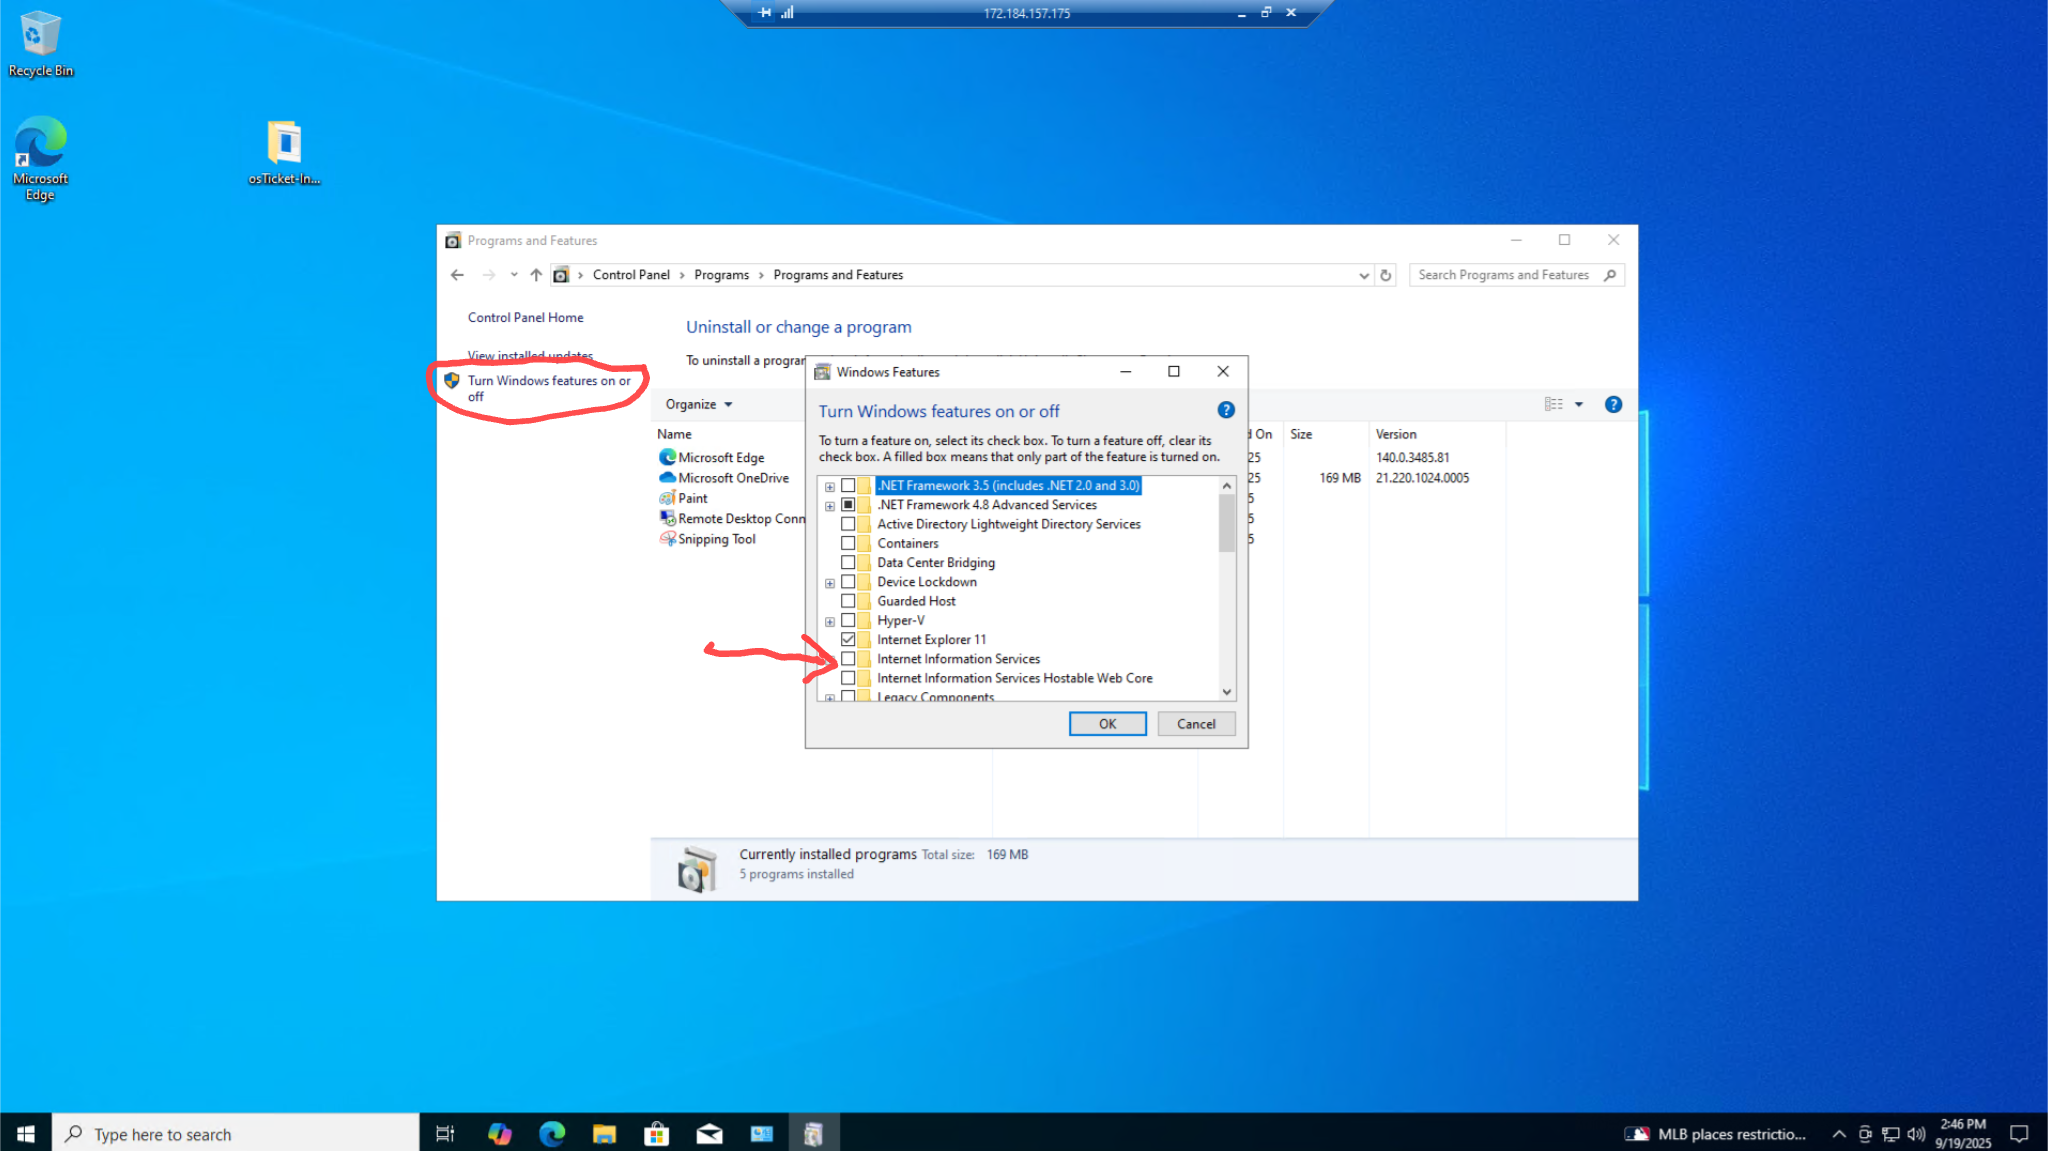 172.184.157.175
Recycle Bin
Microsoft
Edge
osTicket-In...
Programs and Features
Control Panel > Programs > Programs and Features
Search Programs and Features
Control Panel Home
View installed updates
Turn Windows features on or
off
Uninstall or change a program
To uninstall a program
Organize
Name
d On
Size
Version
Microsoft Edge
25
140.0.3485.81
Microsoft OneDrive
25
169 MB
21.220.1024.0005
Paint
5
Remote Desktop Conn
5
Snipping Tool
5
Windows Features
Turn Windows features on or off
To turn a feature on, select its check box. To turn a feature off, clear its
check box. A filled box means that only part of the feature is turned on.
.NET Framework 3.5 (includes .NET 2.0 and 3.0)
.NET Framework 4.8 Advanced Services
Active Directory Lightweight Directory Services
Containers
Data Center Bridging
Device Lockdown
Guarded Host
Hyper-V
Internet Explorer 11
Internet Information Services
Internet Information Services Hostable Web Core
Legacy Components
OK
Cancel
Currently installed programs Total size: 169 MB
5 programs installed
Type here to search
MLB places restrictio...
2:46 PM
9/19/2025